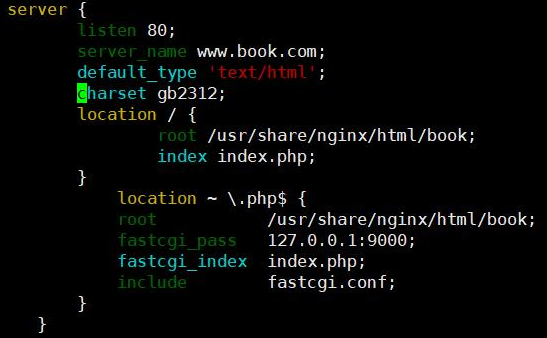 server {
listen 80;
server_name www.book.com;
default_type 'text/html';
charset gb2312;
location / {
root /usr/share/nginx/html/book;
index index.php;
}
location ~ \.php$ {
root /usr/share/nginx/html/book;
fastcgi_pass 127.0.0.1:9000;
fastcgi_index index.php;
include fastcgi.conf;
}
}